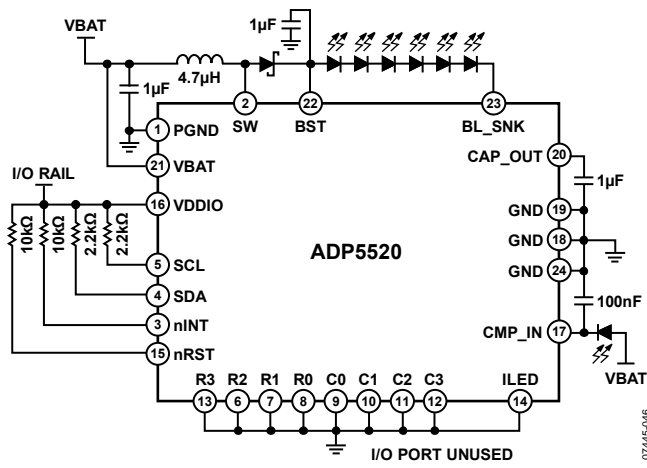 VBAT
1µF
4.7µH
1µF
2
SW
22
BST
23
BL_SNK
1
PGND
21
VBAT
I/O RAIL
16
VDDIO
10kΩ
10kΩ
2.2kΩ
2.2kΩ
5
SCL
4
SDA
3
nINT
15
nRST
ADP5520
CAP_OUT
20
1µF
GND
19
GND
18
GND
24
100nF
CMP_IN
17
VBAT
R3 R2 R1 R0 C0 C1 C2 C3 ILED
13 6 7 8 9 10 11 12 14
I/O PORT UNUSED
07445-046